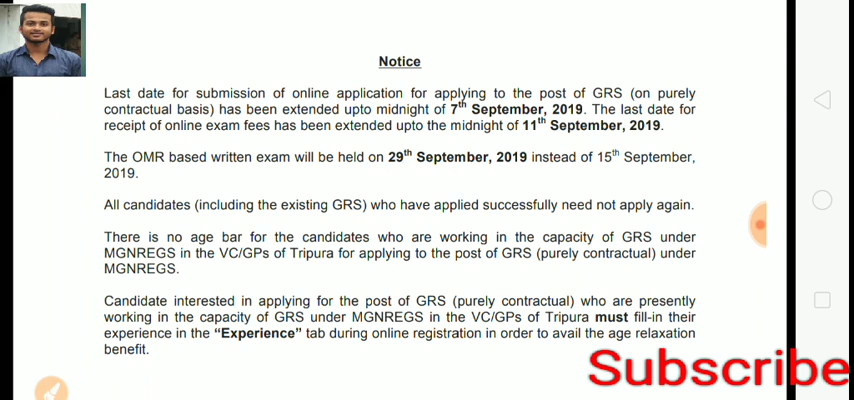 Notice
Last date for submission of online application for applying to the post of GRS (on purely
contractual basis) has been extended upto midnight of 7th September, 2019. The last date for
receipt of online exam fees has been extended upto the midnight of 11th September, 2019.
The OMR based written exam will be held on 29th September, 2019 instead of 15th September,
2019.
All candidates (including the existing GRS) who have applied successfully need not apply again.
There is no age bar for the candidates who are working in the capacity of GRS under
MGNREGS in the VC/GPs of Tripura for applying to the post of GRS (purely contractual) under
MGNREGS.
Candidate interested in applying for the post of GRS (purely contractual) who are presently
working in the capacity of GRS under MGNREGS in the VC/GPs of Tripura must fill-in their
experience in the “Experience” tab during online registration in order to avail the age relaxation
benefit.
Subscribe